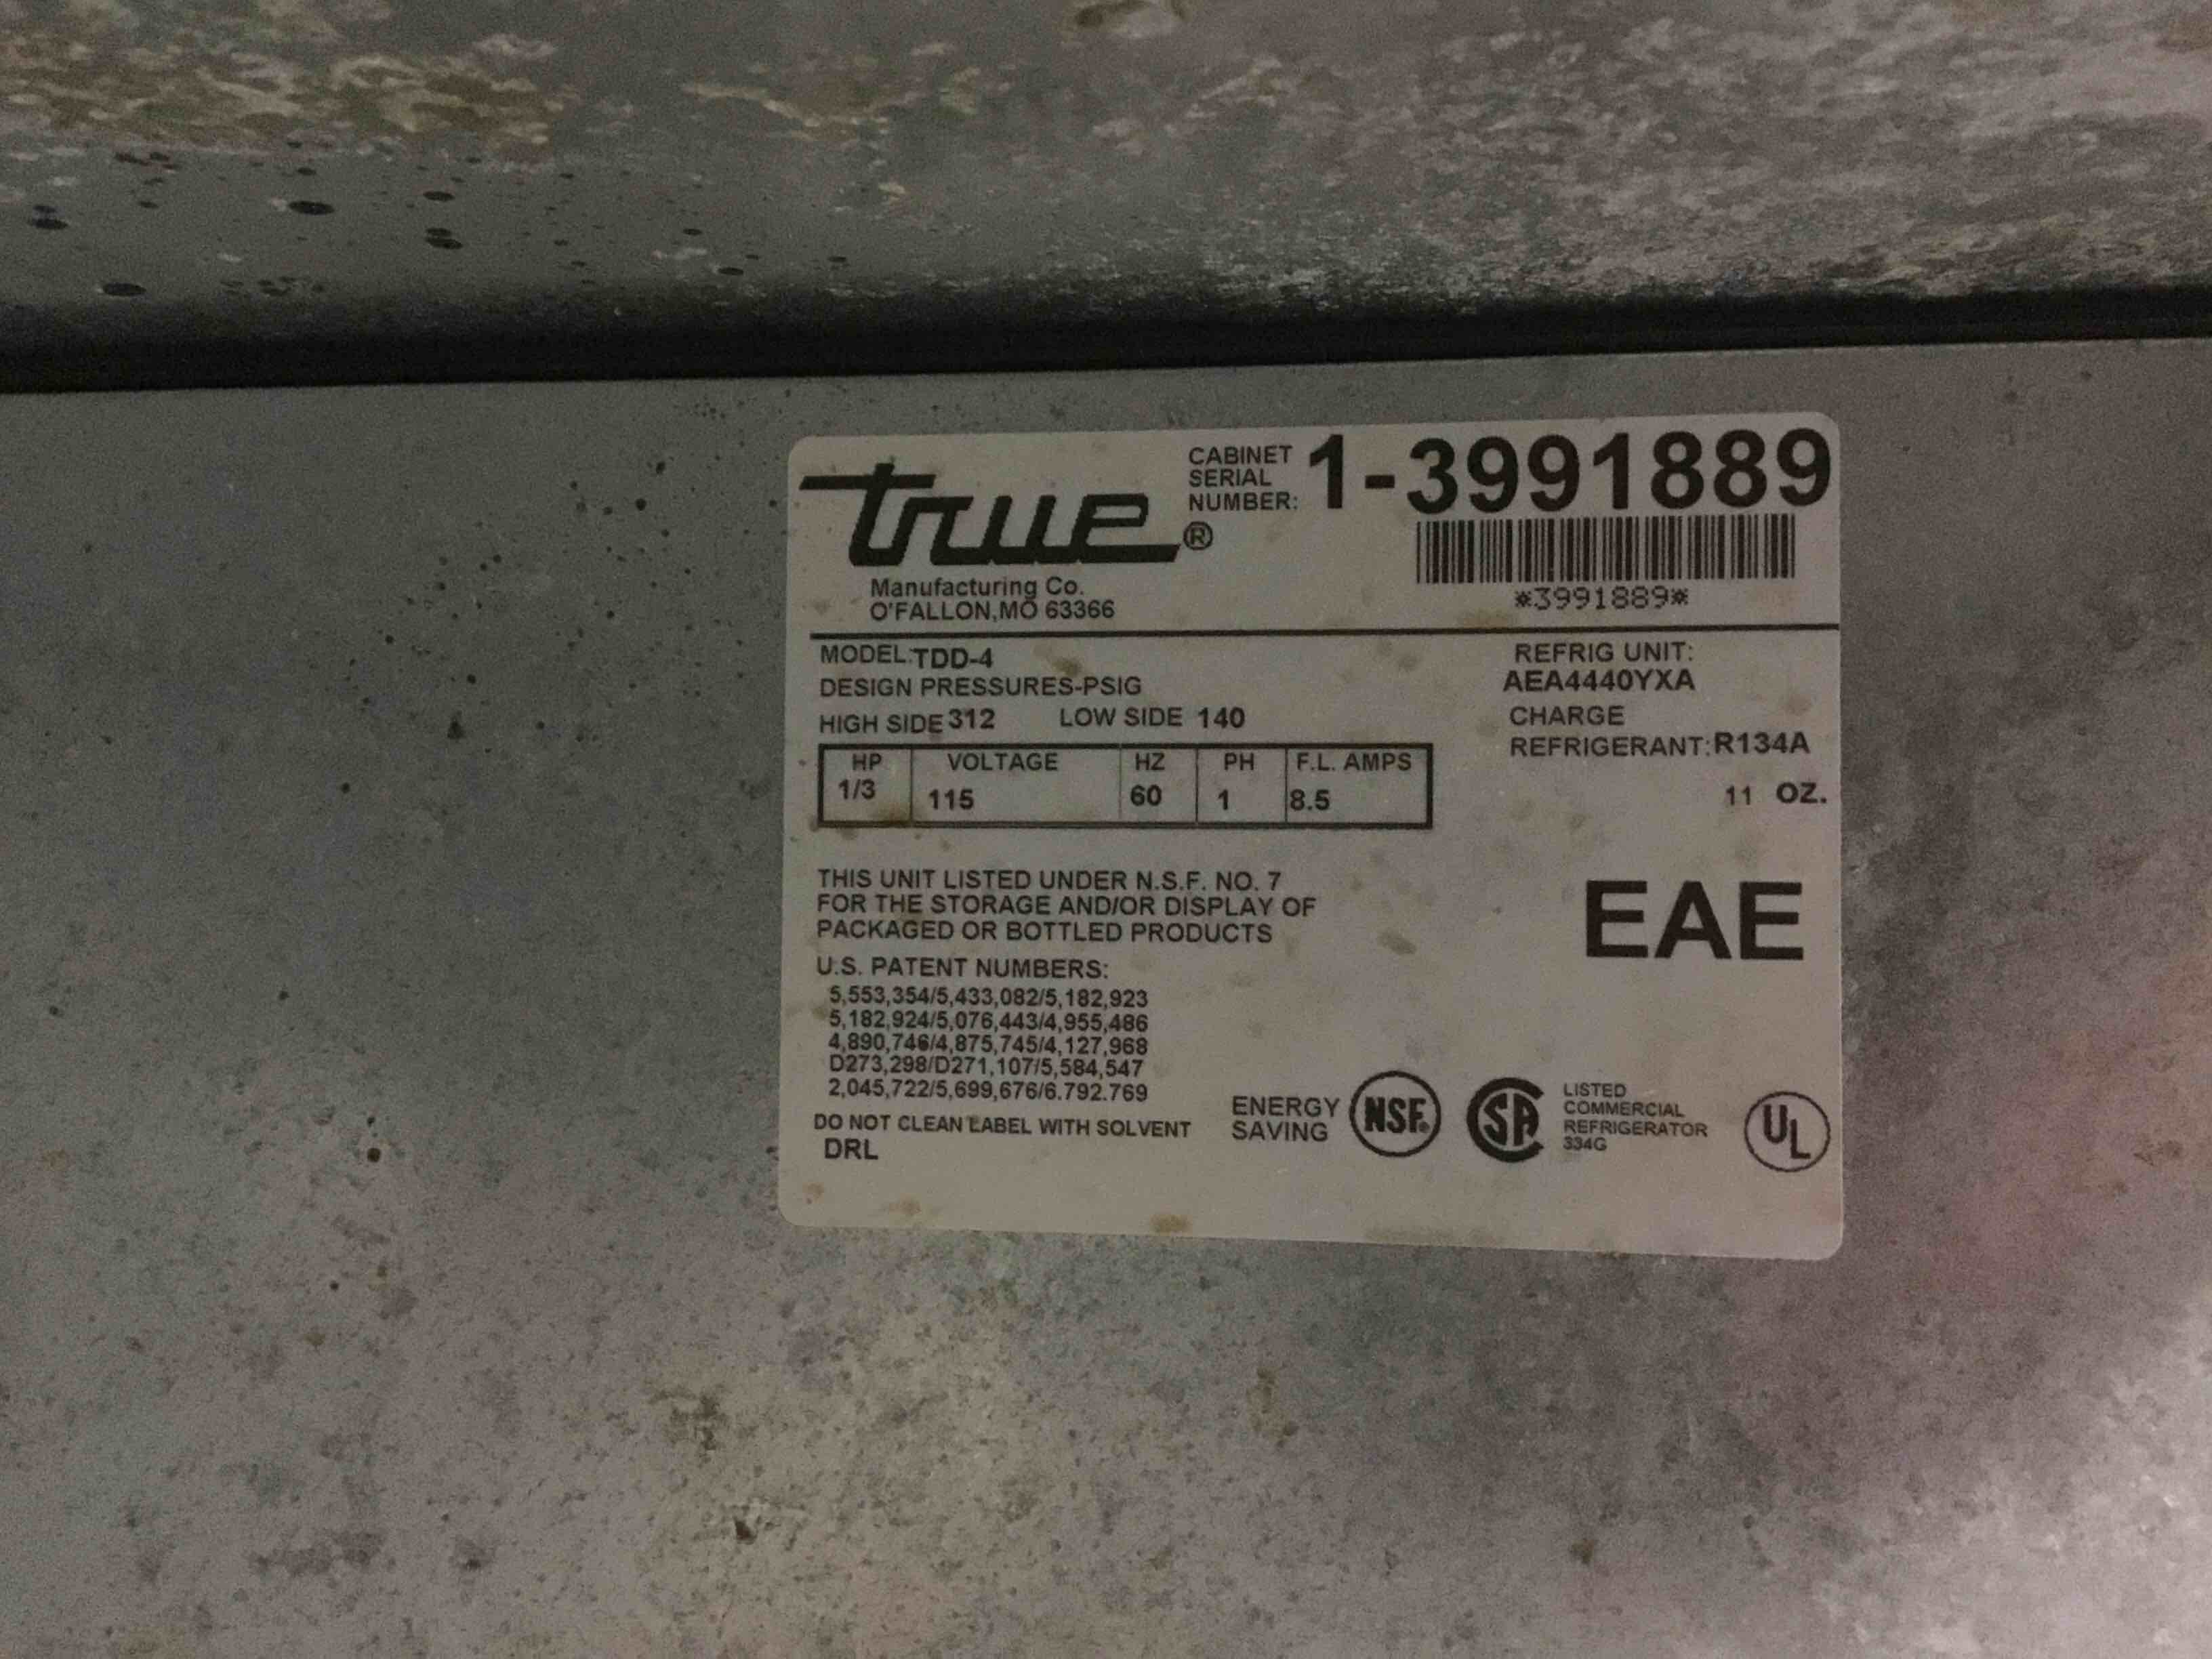 true®
Manufacturing Co.
O'FALLON,MO 63366
CABINET
SERIAL
NUMBER: 1-3991889
*3991889*
MODEL:TDD-4
DESIGN PRESSURES-PSIG
HIGH SIDE 312 LOW SIDE 140
REFRIG UNIT:
AEA4440YXA
CHARGE
REFRIGERANT:R134A
11 OZ.
HP VOLTAGE HZ PH F.L. AMPS
1/3 115 60 1 8.5
THIS UNIT LISTED UNDER N.S.F. NO. 7
FOR THE STORAGE AND/OR DISPLAY OF
PACKAGED OR BOTTLED PRODUCTS
EAE
U.S. PATENT NUMBERS:
5,553,354/5,433,082/5,182,923
5,182,924/5,076,443/4,955,486
4,890,746/4,875,745/4,127,968
D273,298/D271,107/5,584,547
2,045,722/5,699,676/6.792.769
DO NOT CLEAN LABEL WITH SOLVENT
DRL
ENERGY
SAVING
NSF®
SA
LISTED
COMMERCIAL
REFRIGERATOR
334G
UL